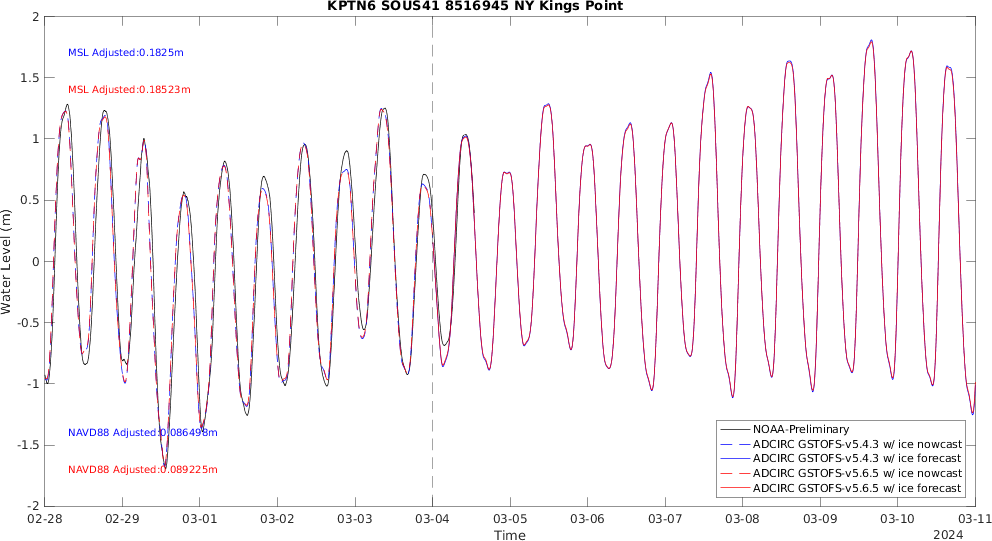 KPTN6 SOUS41 8516945 NY Kings Point
2
1.5
1
0.5
0
-0.5
-1
-1.5
-2
Water Level (m)
MSL Adjusted:0.1825m
MSL Adjusted:0.18523m
NAVD88 Adjusted:0.086498m
NAVD88 Adjusted:0.089225m
NOAA-Preliminary
ADCIRC GSTOFS-v5.4.3 w/ ice nowcast
ADCIRC GSTOFS-v5.4.3 w/ ice forecast
ADCIRC GSTOFS-v5.6.5 w/ ice nowcast
ADCIRC GSTOFS-v5.6.5 w/ ice forecast
02-28 02-29 03-01 03-02 03-03 03-04 03-05 03-06 03-07 03-08 03-09 03-10 03-11
Time
2024